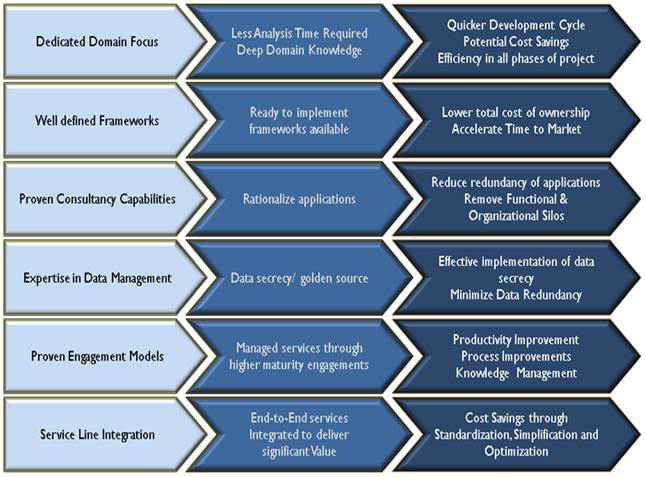 Dedicated Domain Focus
Less Analysis Time Required
Deep Domain Knowledge
Quicker Development Cycle
Potential Cost Savings
Efficiency in all phases of project
Well defined Frameworks
Ready to implement
frameworks available
Lower total cost of ownership
Accelerate Time to Market
Proven Consultancy Capabilities
Rationalize applications
Reduce redundancy of applications
Remove Functional &
Organizational Silos
Expertise in Data Management
Data secrecy/ golden source
Effective implementation of data
secrecy
Minimize Data Redundancy
Proven Engagement Models
Managed services through
higher maturity engagements
Productivity Improvement
Process Improvements
Knowledge Management
Service Line Integration
End-to-End services
Integrated to deliver
significant Value
Cost Savings through
Standardization, Simplification and
Optimization